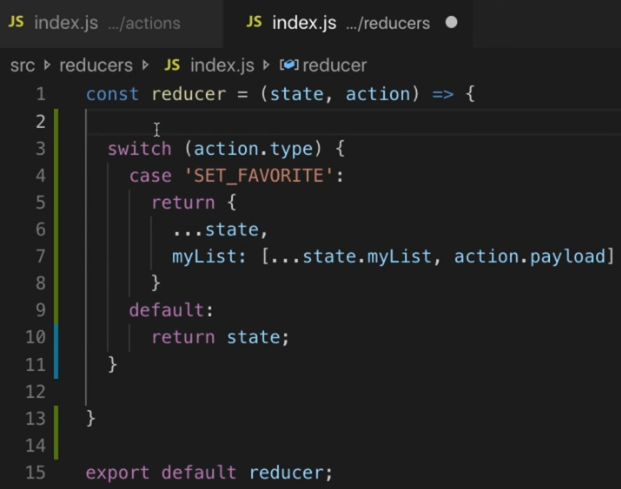 JS index.js .../actions JS index.js .../reducers
src reducers JS index.js reducer
1 const reducer = (state, action) => {
2
3 switch (action.type) {
4 case 'SET_FAVORITE':
5 return {
6 ...state,
7 myList: [...state.myList, action.payload]
8 }
9 default:
10 return state;
11 }
12
13 }
14
15 export default reducer;